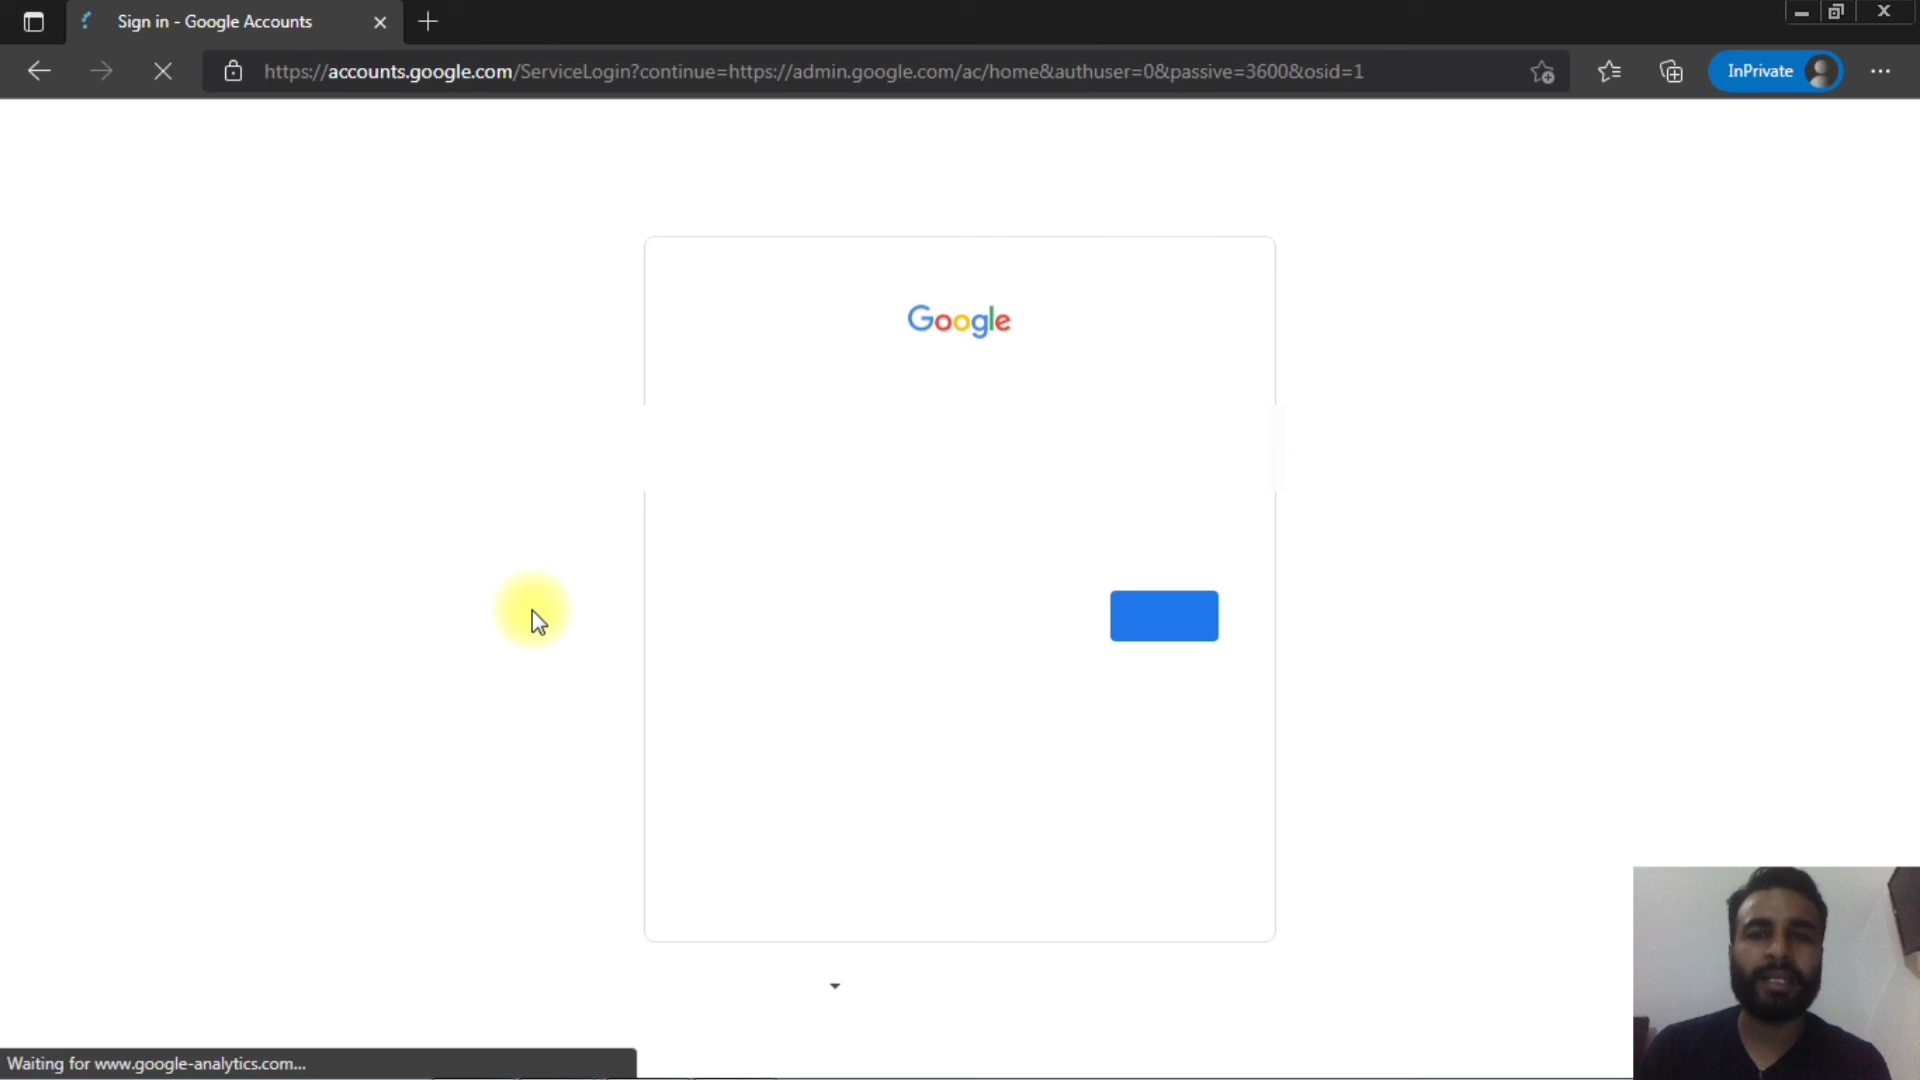 Sign in - Google Accounts
https://accounts.google.com/ServiceLogin?continue=https://admin.google.com/ac/home&authuser=0&passive=3600&osid=1
InPrivate
Google
Waiting for www.google-analytics.com...